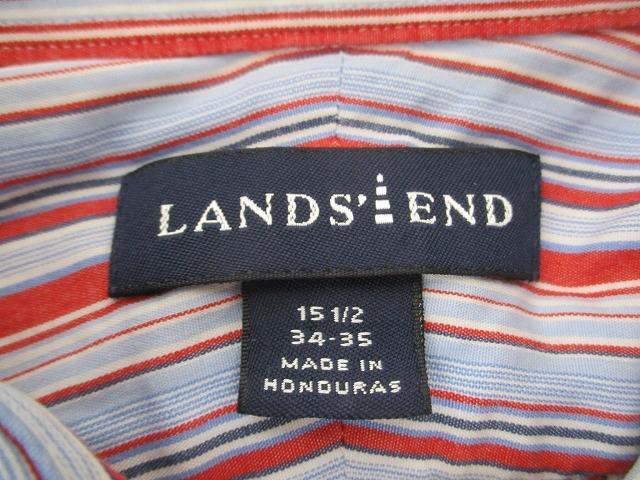 LANDS' END
15 1/2
34-35
MADE IN
HONDURAS